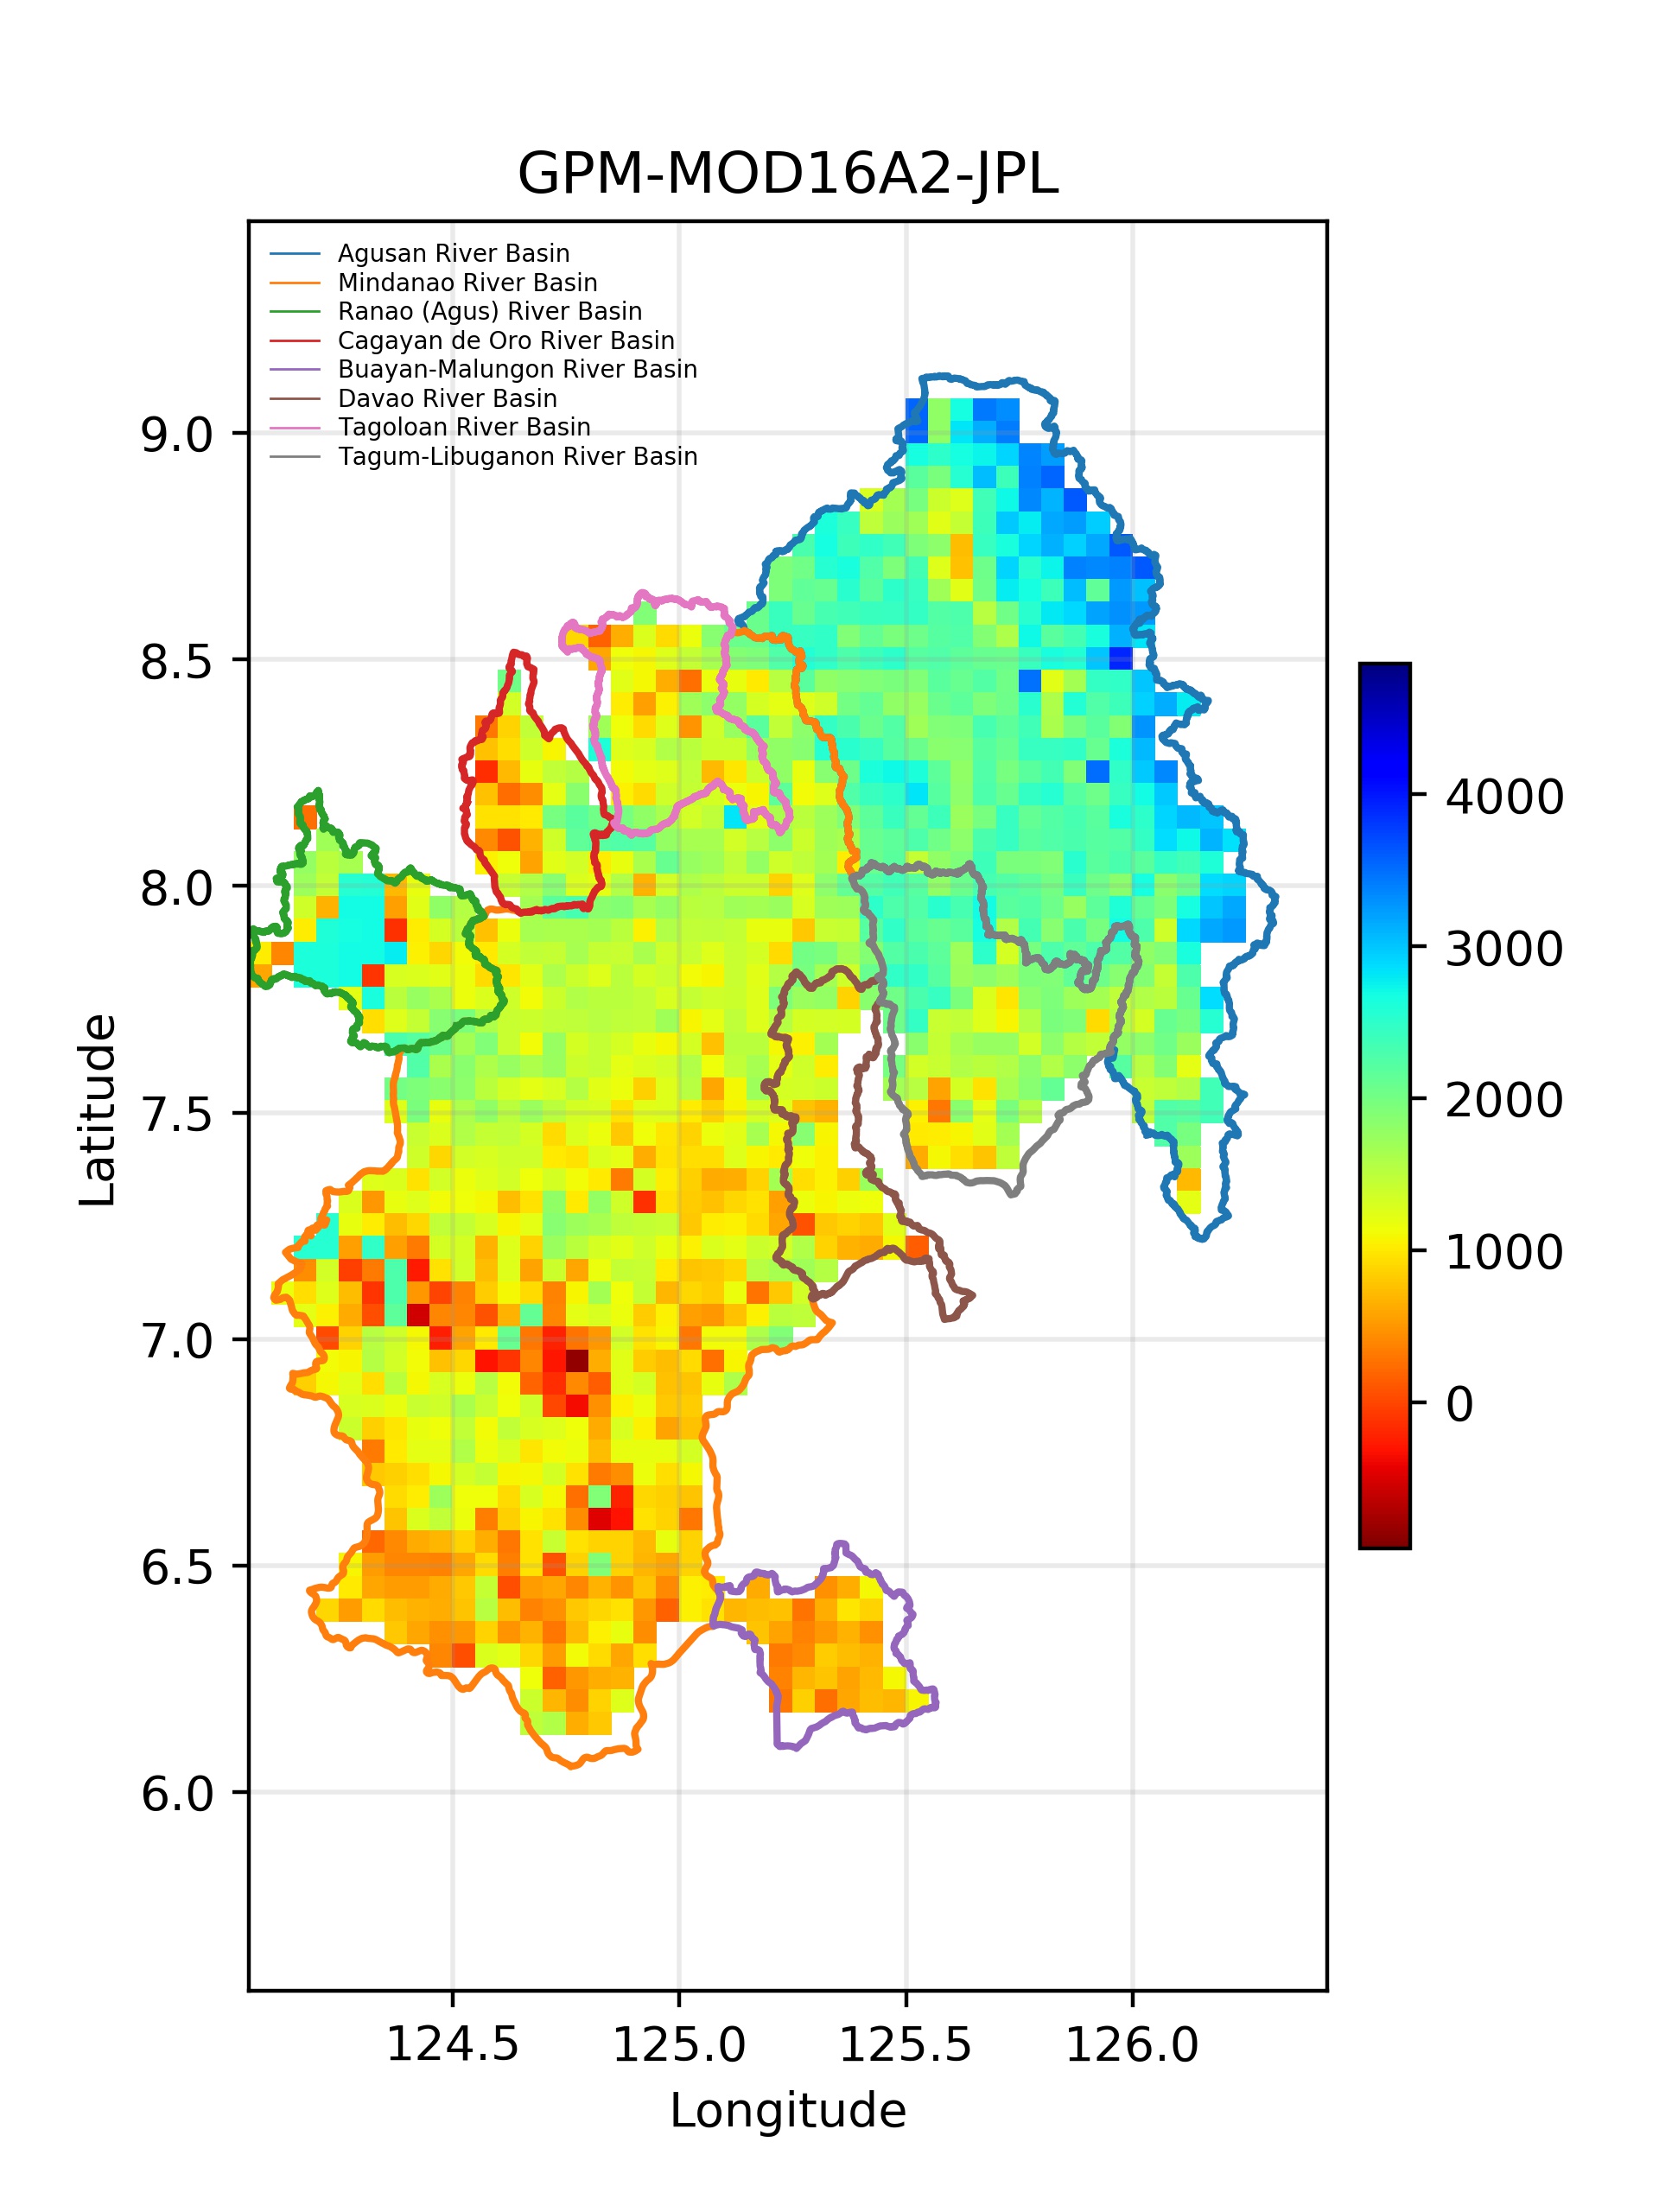 GPM-MOD16A2-JPL
Agusan River Basin
Mindanao River Basin
Ranao (Agus) River Basin
Cagayan de Oro River Basin
Buayan-Malungon River Basin
Davao River Basin
Tagoloan River Basin
Tagum-Libuganon River Basin
9.0
8.5
8.0
7.5
7.0
6.5
6.0
Latitude
124.5 125.0 125.5 126.0
Longitude
4000
3000
2000
1000
0